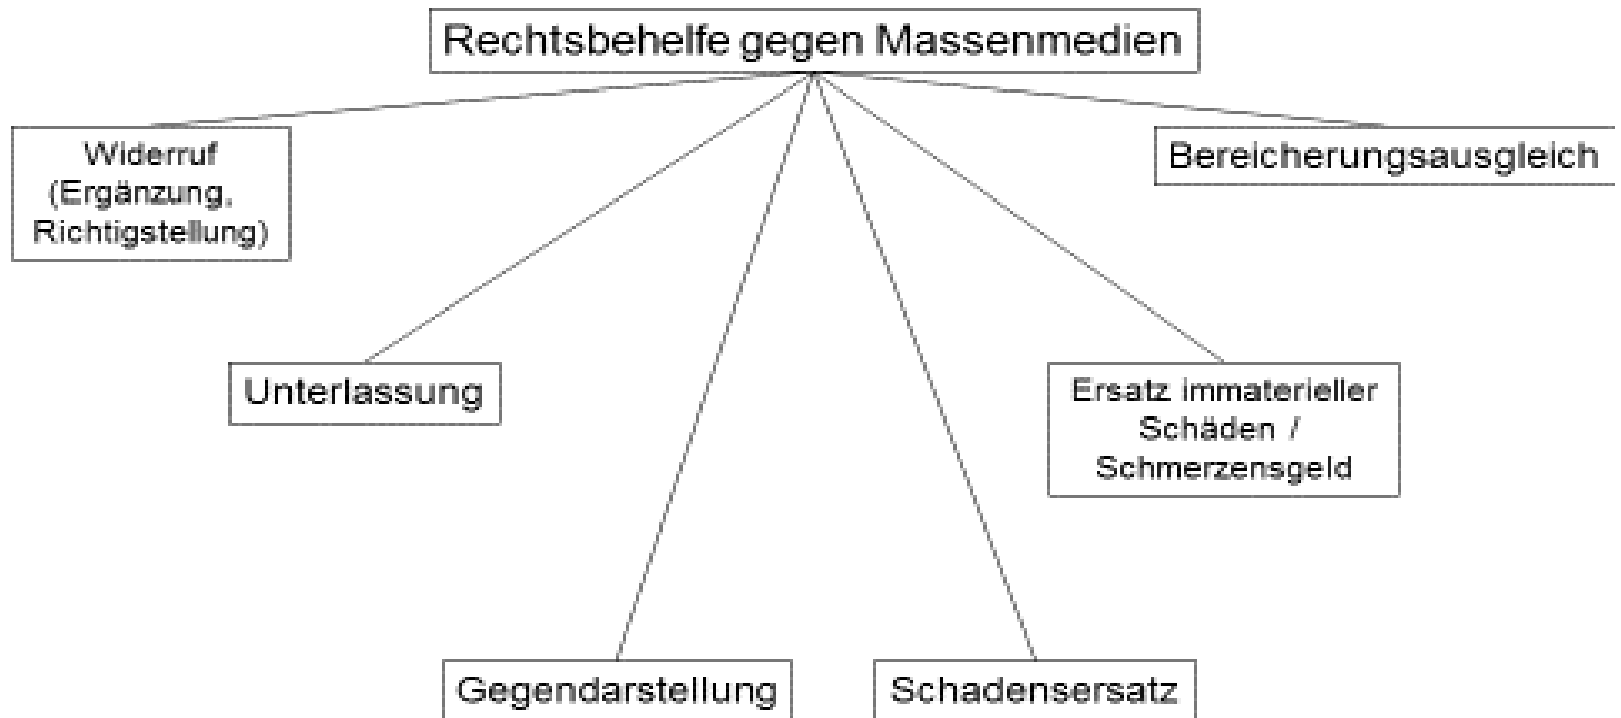 Rechtsbehelfe gegen Massenmedien
Widerruf
(Ergänzung,
Richtigstellung)
Bereicherungsausgleich
Unterlassung
Ersatz immaterieller
Schäden /
Schmerzensgeld
Gegendarstellung
Schadensersatz